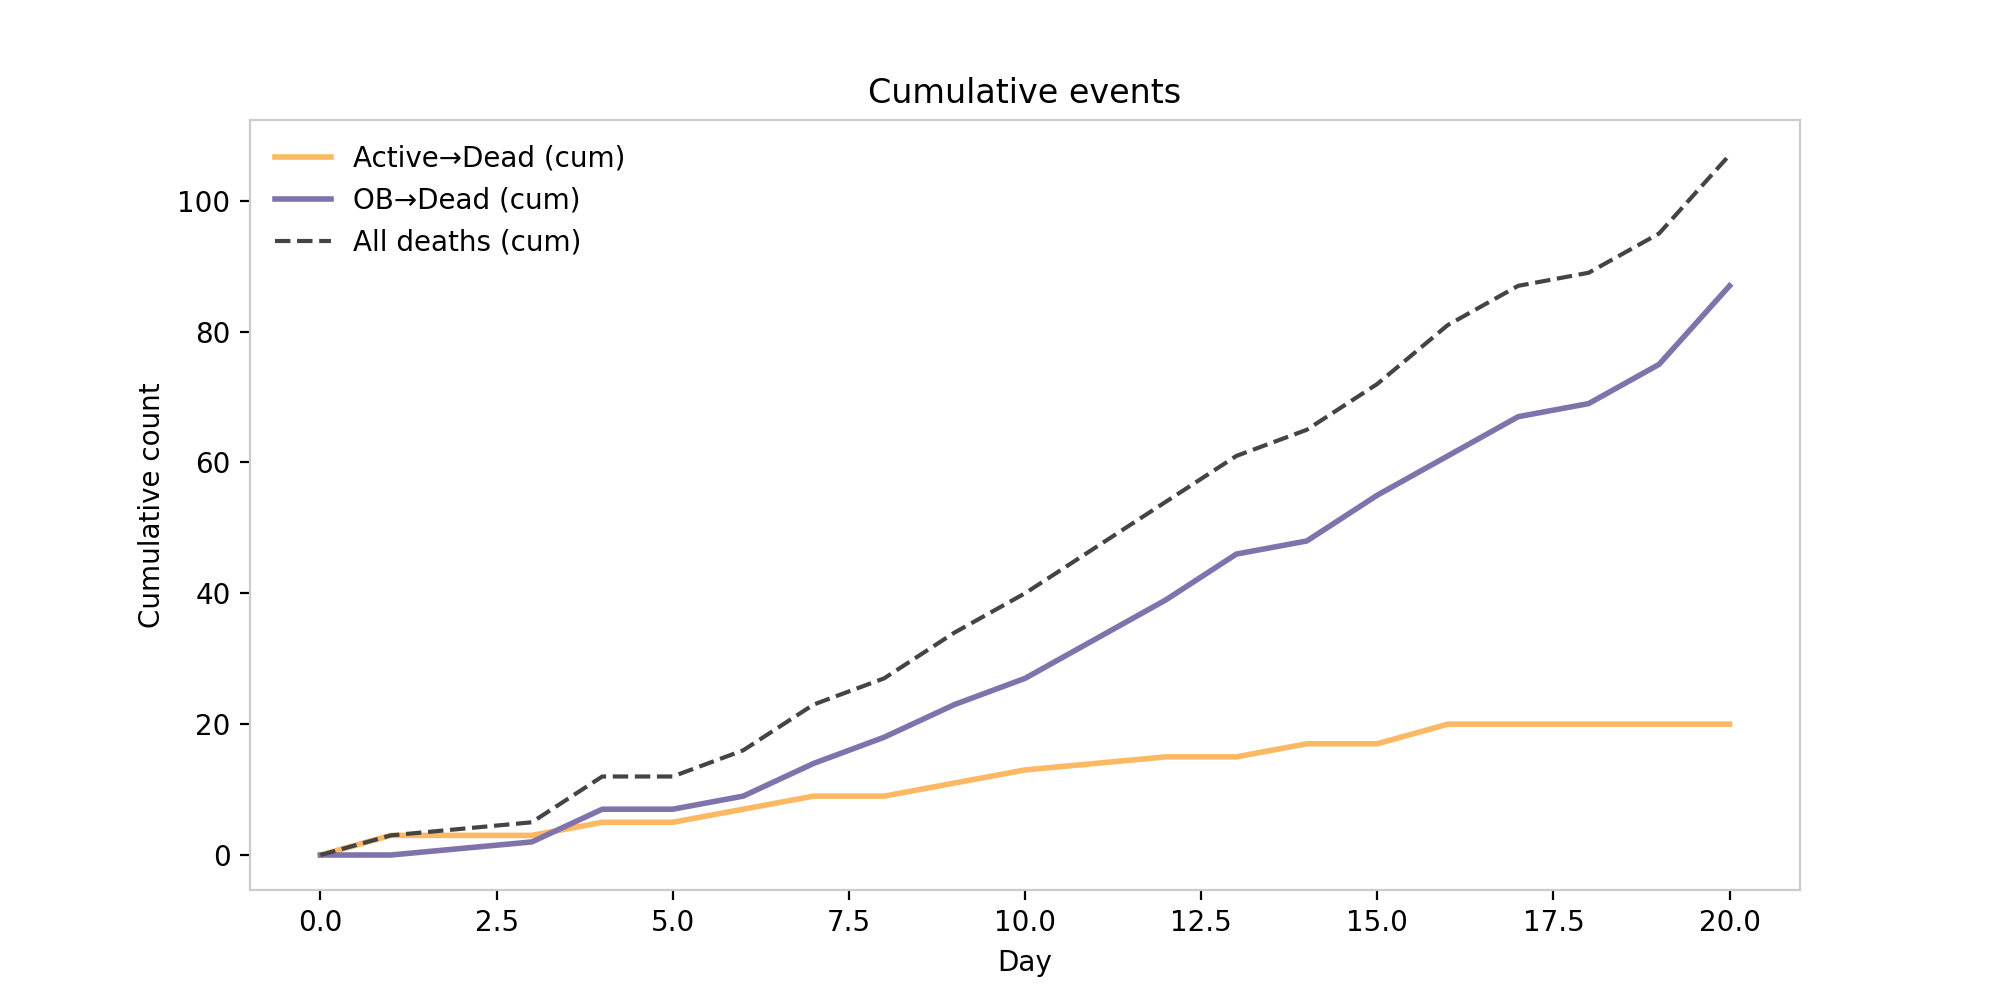 Cumulative events
Active→Dead (cum)
OB→Dead (cum)
All deaths (cum)
100
80
60
40
20
0
Cumulative count
0.0 2.5 5.0 7.5 10.0 12.5 15.0 17.5 20.0
Day